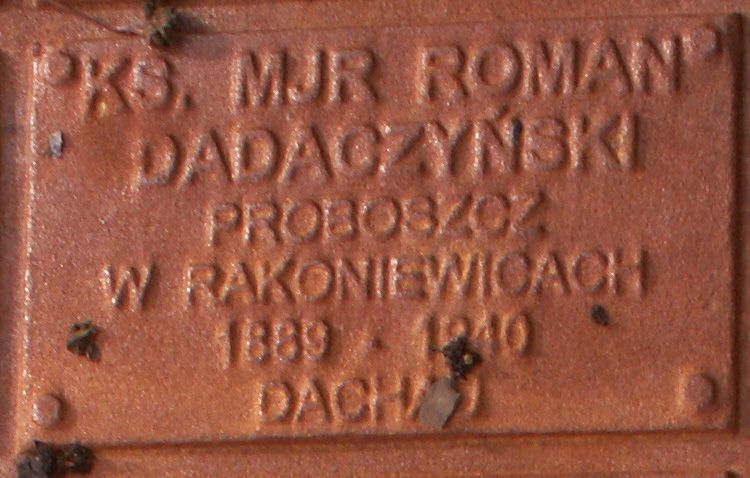 KS. MJR ROMAN
DADACZYŃSKI
PROBOSZCZ
W RAKONIEWICACH
1889 - 1940
DACHAU